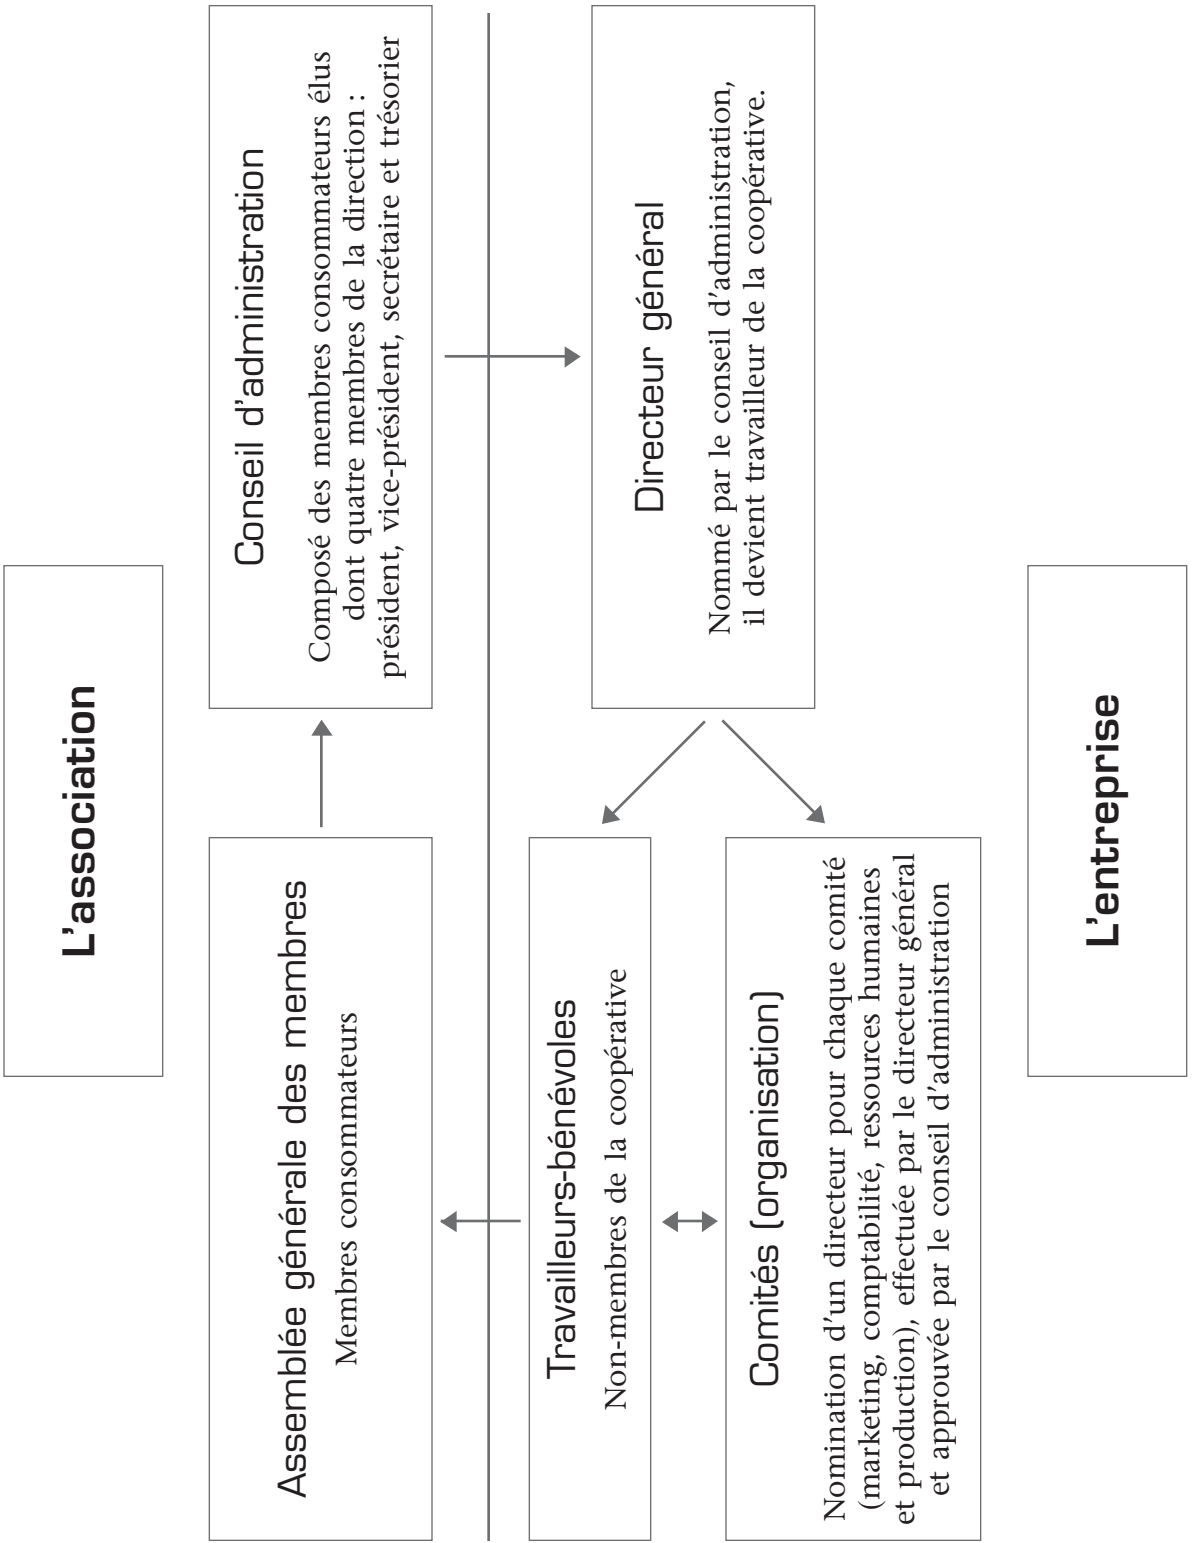 L'association
Assemblée générale des membres
Membres consommateurs
Conseil d'administration
Composé des membres consommateurs élus
dont quatre membres de la direction :
président, vice-président, secrétaire et trésorier
Travailleurs-bénévoles
Non-membres de la coopérative
Comités (organisation)
Nomination d'un directeur pour chaque comité
(marketing, comptabilité, ressources humaines
et production), effectuée par le directeur général
et approuvée par le conseil d'administration
Directeur général
Nommé par le conseil d'administration,
il devient travailleur de la coopérative.
L'entreprise